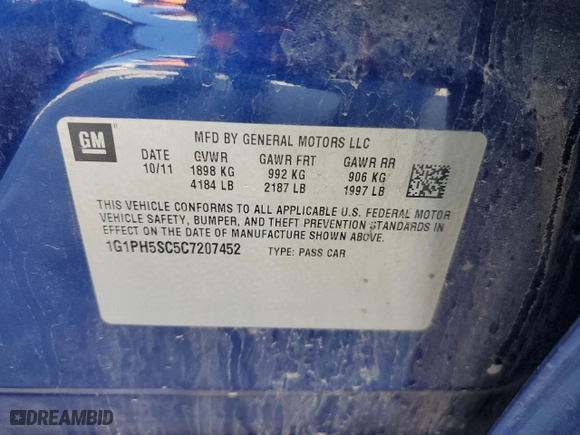 GM
MFD BY GENERAL MOTORS LLC
DATE GVWR GAWR FRT GAWR RR
10/11 1898 KG 992 KG 906 KG
4184 LB 2187 LB 1997 LB
THIS VEHICLE CONFORMS TO ALL APPLICABLE U.S. FEDERAL MOTOR
VEHICLE SAFETY, BUMPER, AND THEFT PREVENTION STANDARDS IN
EFFECT ON THE DATE OF MANUFACTURE SHOWN ABOVE.
1G1PH5SC5C7207452 TYPE: PASS CAR
DREAMBID